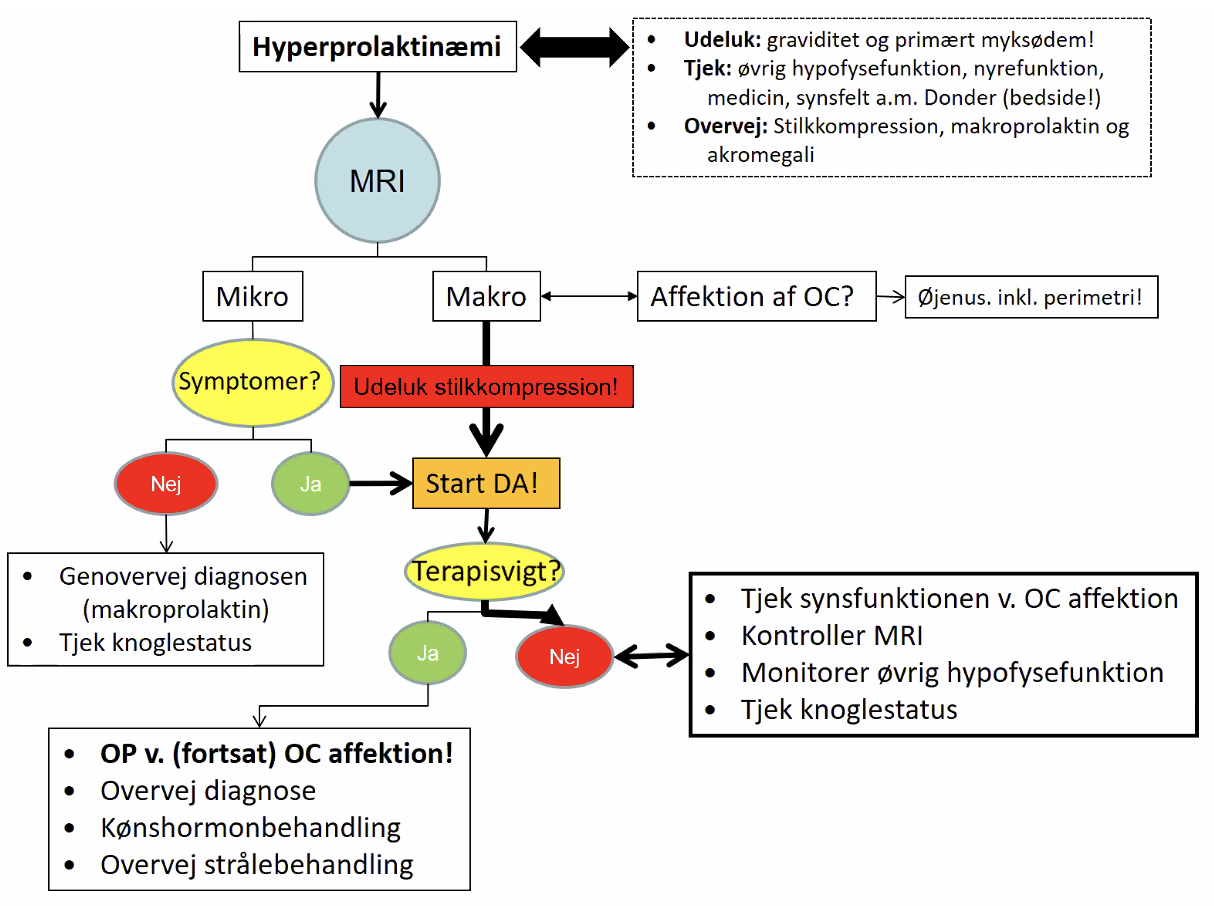 Hyperprolaktinæmi
• Udeluk: graviditet og primært myksødem!
• Tjek: øvrig hypofysefunktion, nyrefunktion,
medicin, synsfelt a.m. Donder (bedside!)
• Overvej: Stilkkompression, makroprolaktin og
akromegali
MRI
Mikro
Makro
Affektion af OC?
Øjenus. inkl. perimetri!
Symptomer?
Udeluk stilkkompression!
Nej
Ja
Start DA!
Terapisvigt?
• Genovervej diagnosen
(makroprolaktin)
• Tjek knoglestatus
Ja
Nej
• Tjek synsfunktionen v. OC affektion
• Kontroller MRI
• Monitorer øvrig hypofysefunktion
• Tjek knoglestatus
• OP v. (fortsat) OC affektion!
• Overvej diagnose
• Kønshormonbehandling
• Overvej strålebehandling